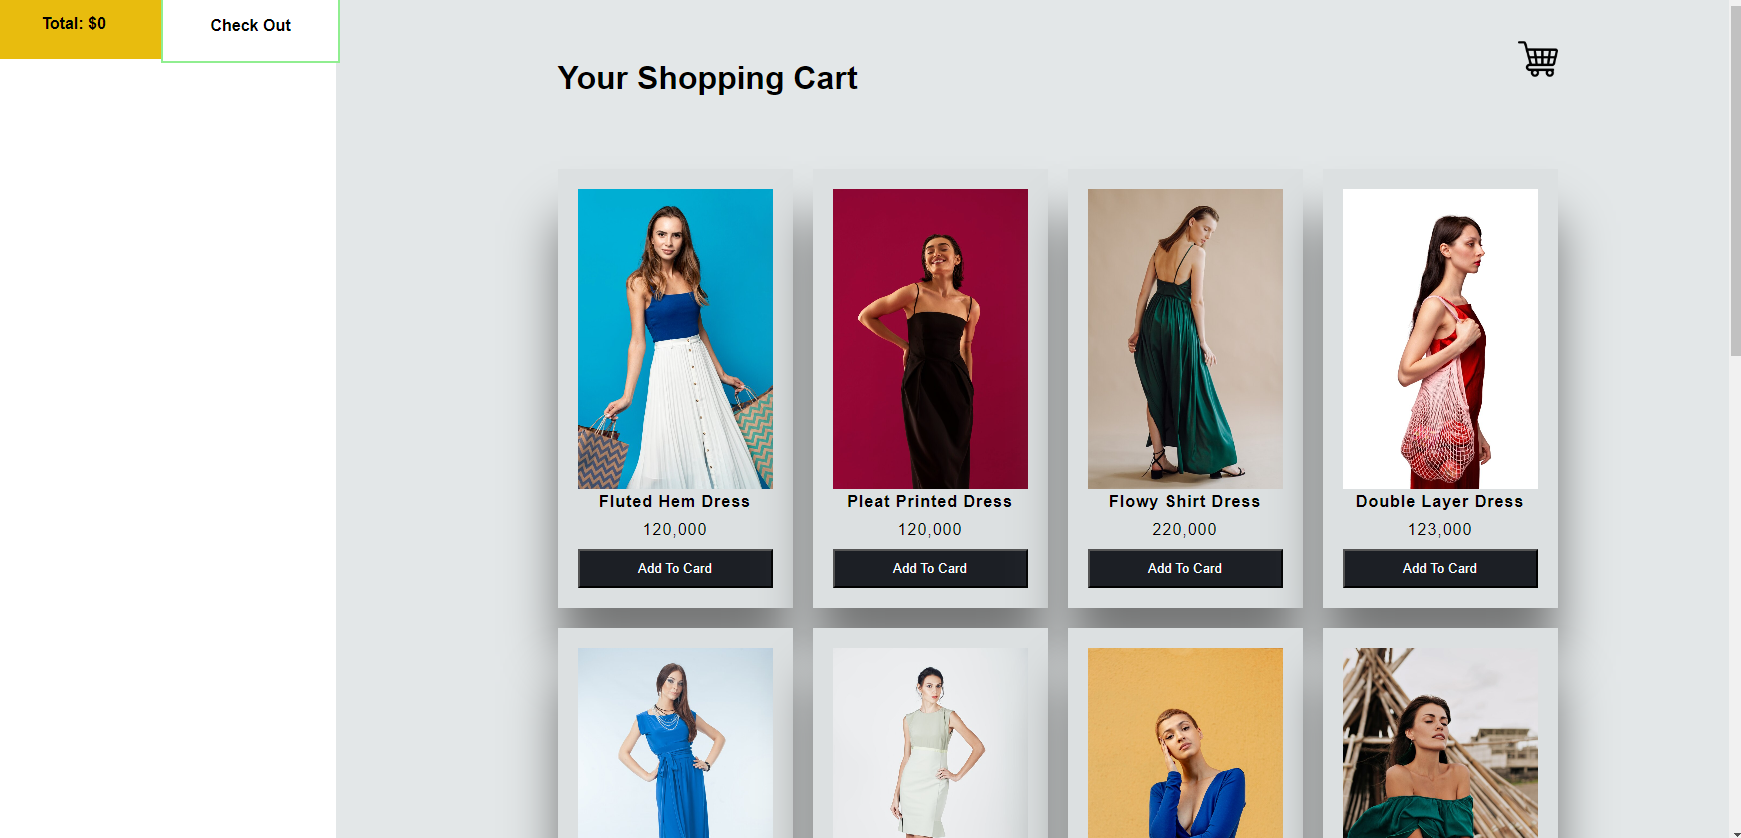 Total: $0
Check Out
Your Shopping Cart
Fluted Hem Dress
120,000
Add To Card
Pleat Printed Dress
120,000
Add To Card
Flowy Shirt Dress
220,000
Add To Card
Double Layer Dress
123,000
Add To Card